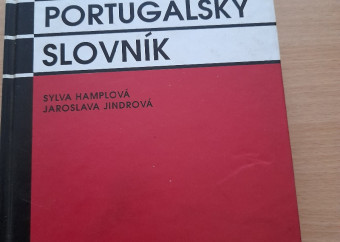 PORTUGALSKÝ
SLOVNÍK
SYLVA HAMPLOVÁ
JAROSLAVA JINDROVÁ